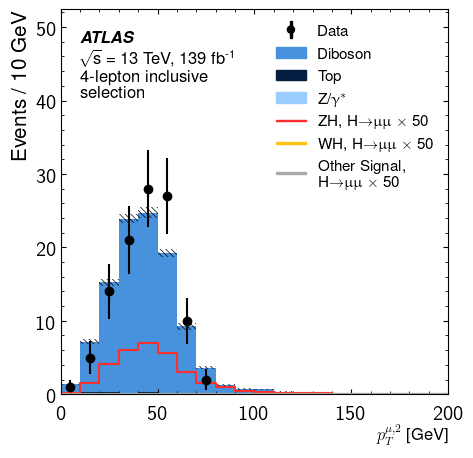 ATLAS
√s = 13 TeV, 139 fb⁻¹
4-lepton inclusive
selection
Data
Diboson
Top
Z/γ*
ZH, H→μμ × 50
WH, H→μμ × 50
Other Signal,
H→μμ × 50
Events / 10 GeV
50
40
30
20
10
0
0 50 100 150 200
p_T^{μ,2} [GeV]